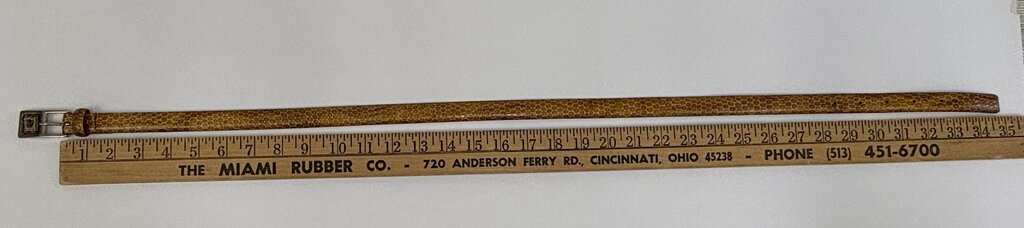 1 2 3 4 5 6 7 8 9 10 11 12 13 14 15 16 17 18 19 20 21 22 23 24 25 26 27 28 29 30 31 32 33 34 35
THE MIAMI RUBBER CO. - 720 ANDERSON FERRY RD., CINCINNATI, OHIO 45238 - PHONE (513) 451-6700